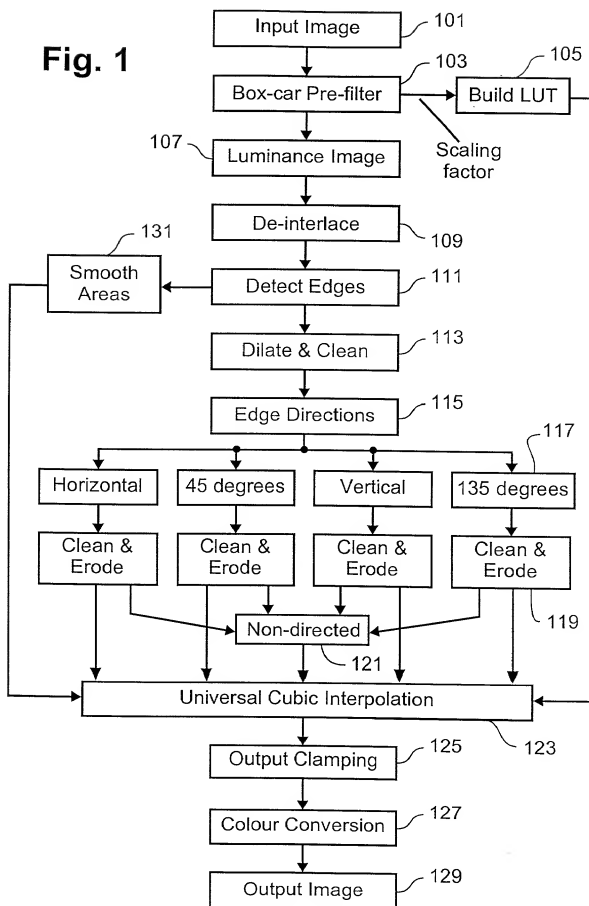 Fig. 1
Input Image
101
103
105
Box-car Pre-filter
Build LUT
Scaling
factor
107
Luminance Image
De-interlace
109
131
Smooth
Areas
Detect Edges
111
Dilate & Clean
113
Edge Directions
115
117
Horizontal
45 degrees
Vertical
135 degrees
Clean &
Erode
Clean &
Erode
Clean &
Erode
Clean &
Erode
119
Non-directed
121
Universal Cubic Interpolation
123
Output Clamping
125
Colour Conversion
127
Output Image
129